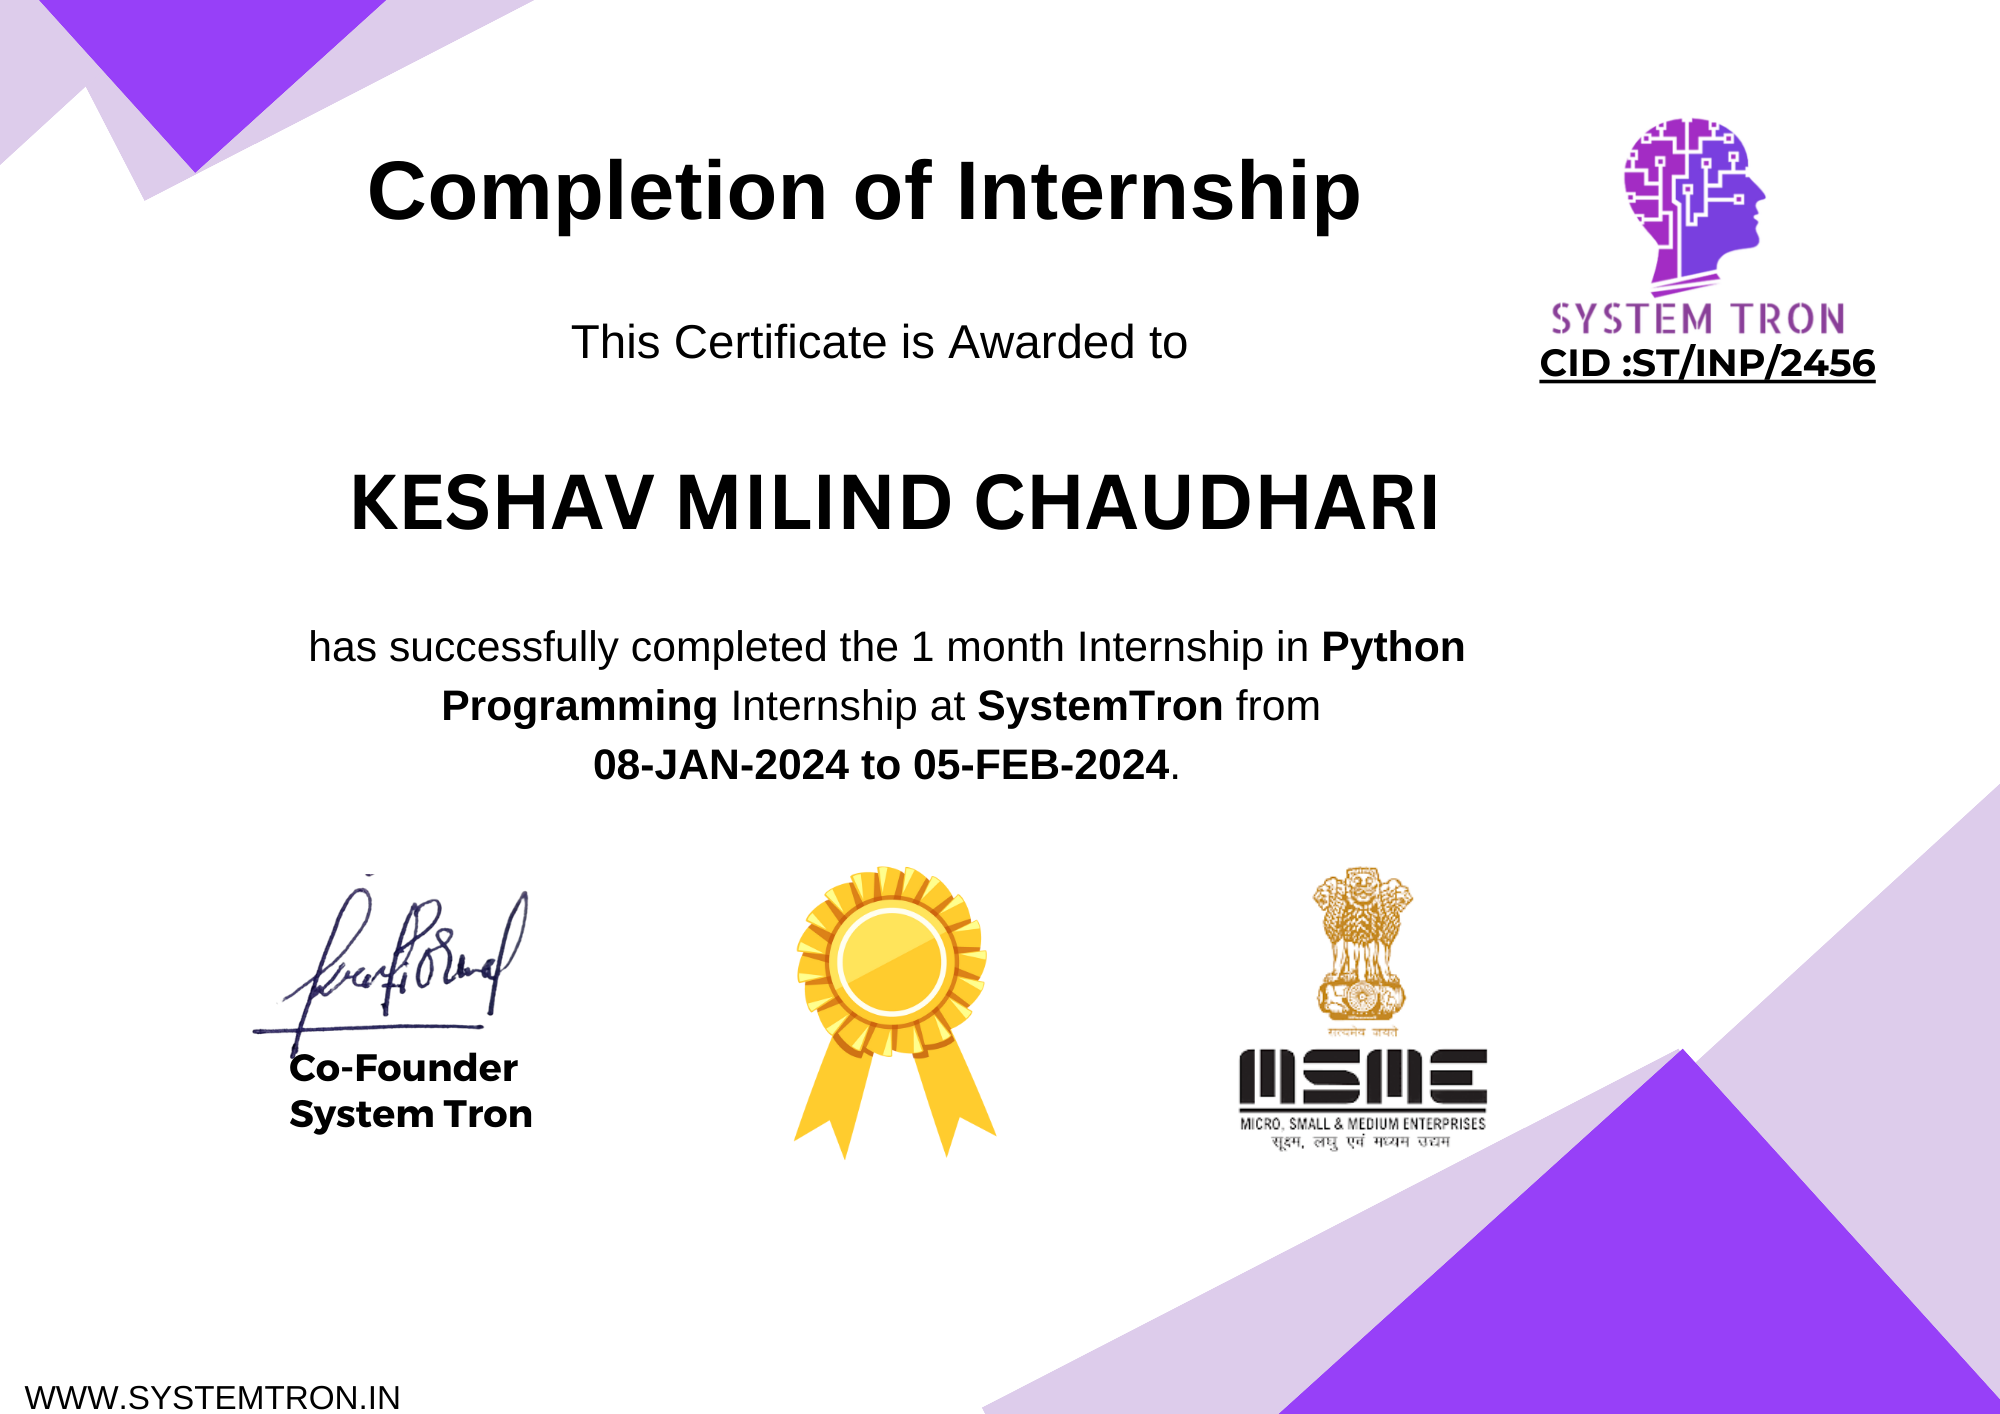 Completion of Internship
This Certificate is Awarded to
SYSTEM TRON
CID :ST/INP/2456
KESHAV MILIND CHAUDHARI
has successfully completed the 1 month Internship in Python
Programming Internship at SystemTron from
08-JAN-2024 to 05-FEB-2024.
Co-Founder
System Tron
सत्यमेव जयते
MSME
MICRO, SMALL & MEDIUM ENTERPRISES
सूक्ष्म, लघु एवं मध्यम उद्यम
WWW.SYSTEMTRON.IN